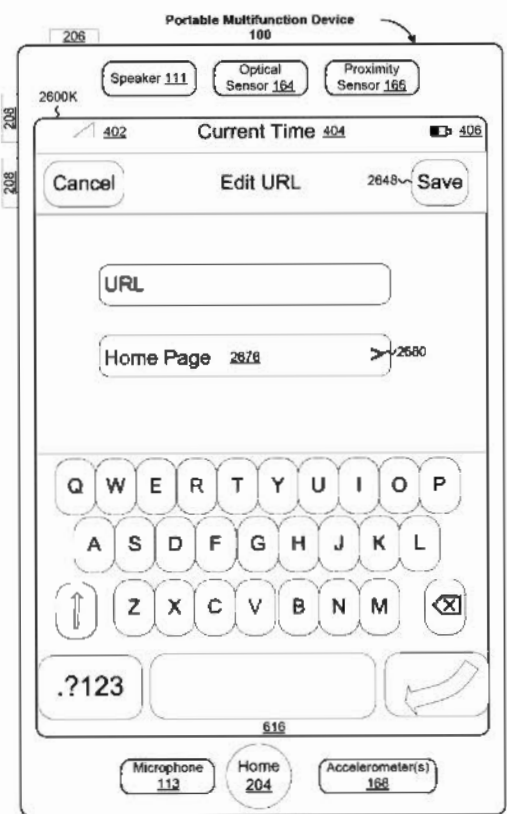 Portable Multifunction Device
206
100
Speaker 111
Optical Sensor 164
Proximity Sensor 166
2600K
208
402
Current Time 404
406
208
Cancel
Edit URL
2648
Save
URL
Home Page 2678
2680
Q W E R T Y U I O P
A S D F G H J K L
Z X C V B N M
.?123
616
Microphone 113
Home 204
Accelerometer(s) 168